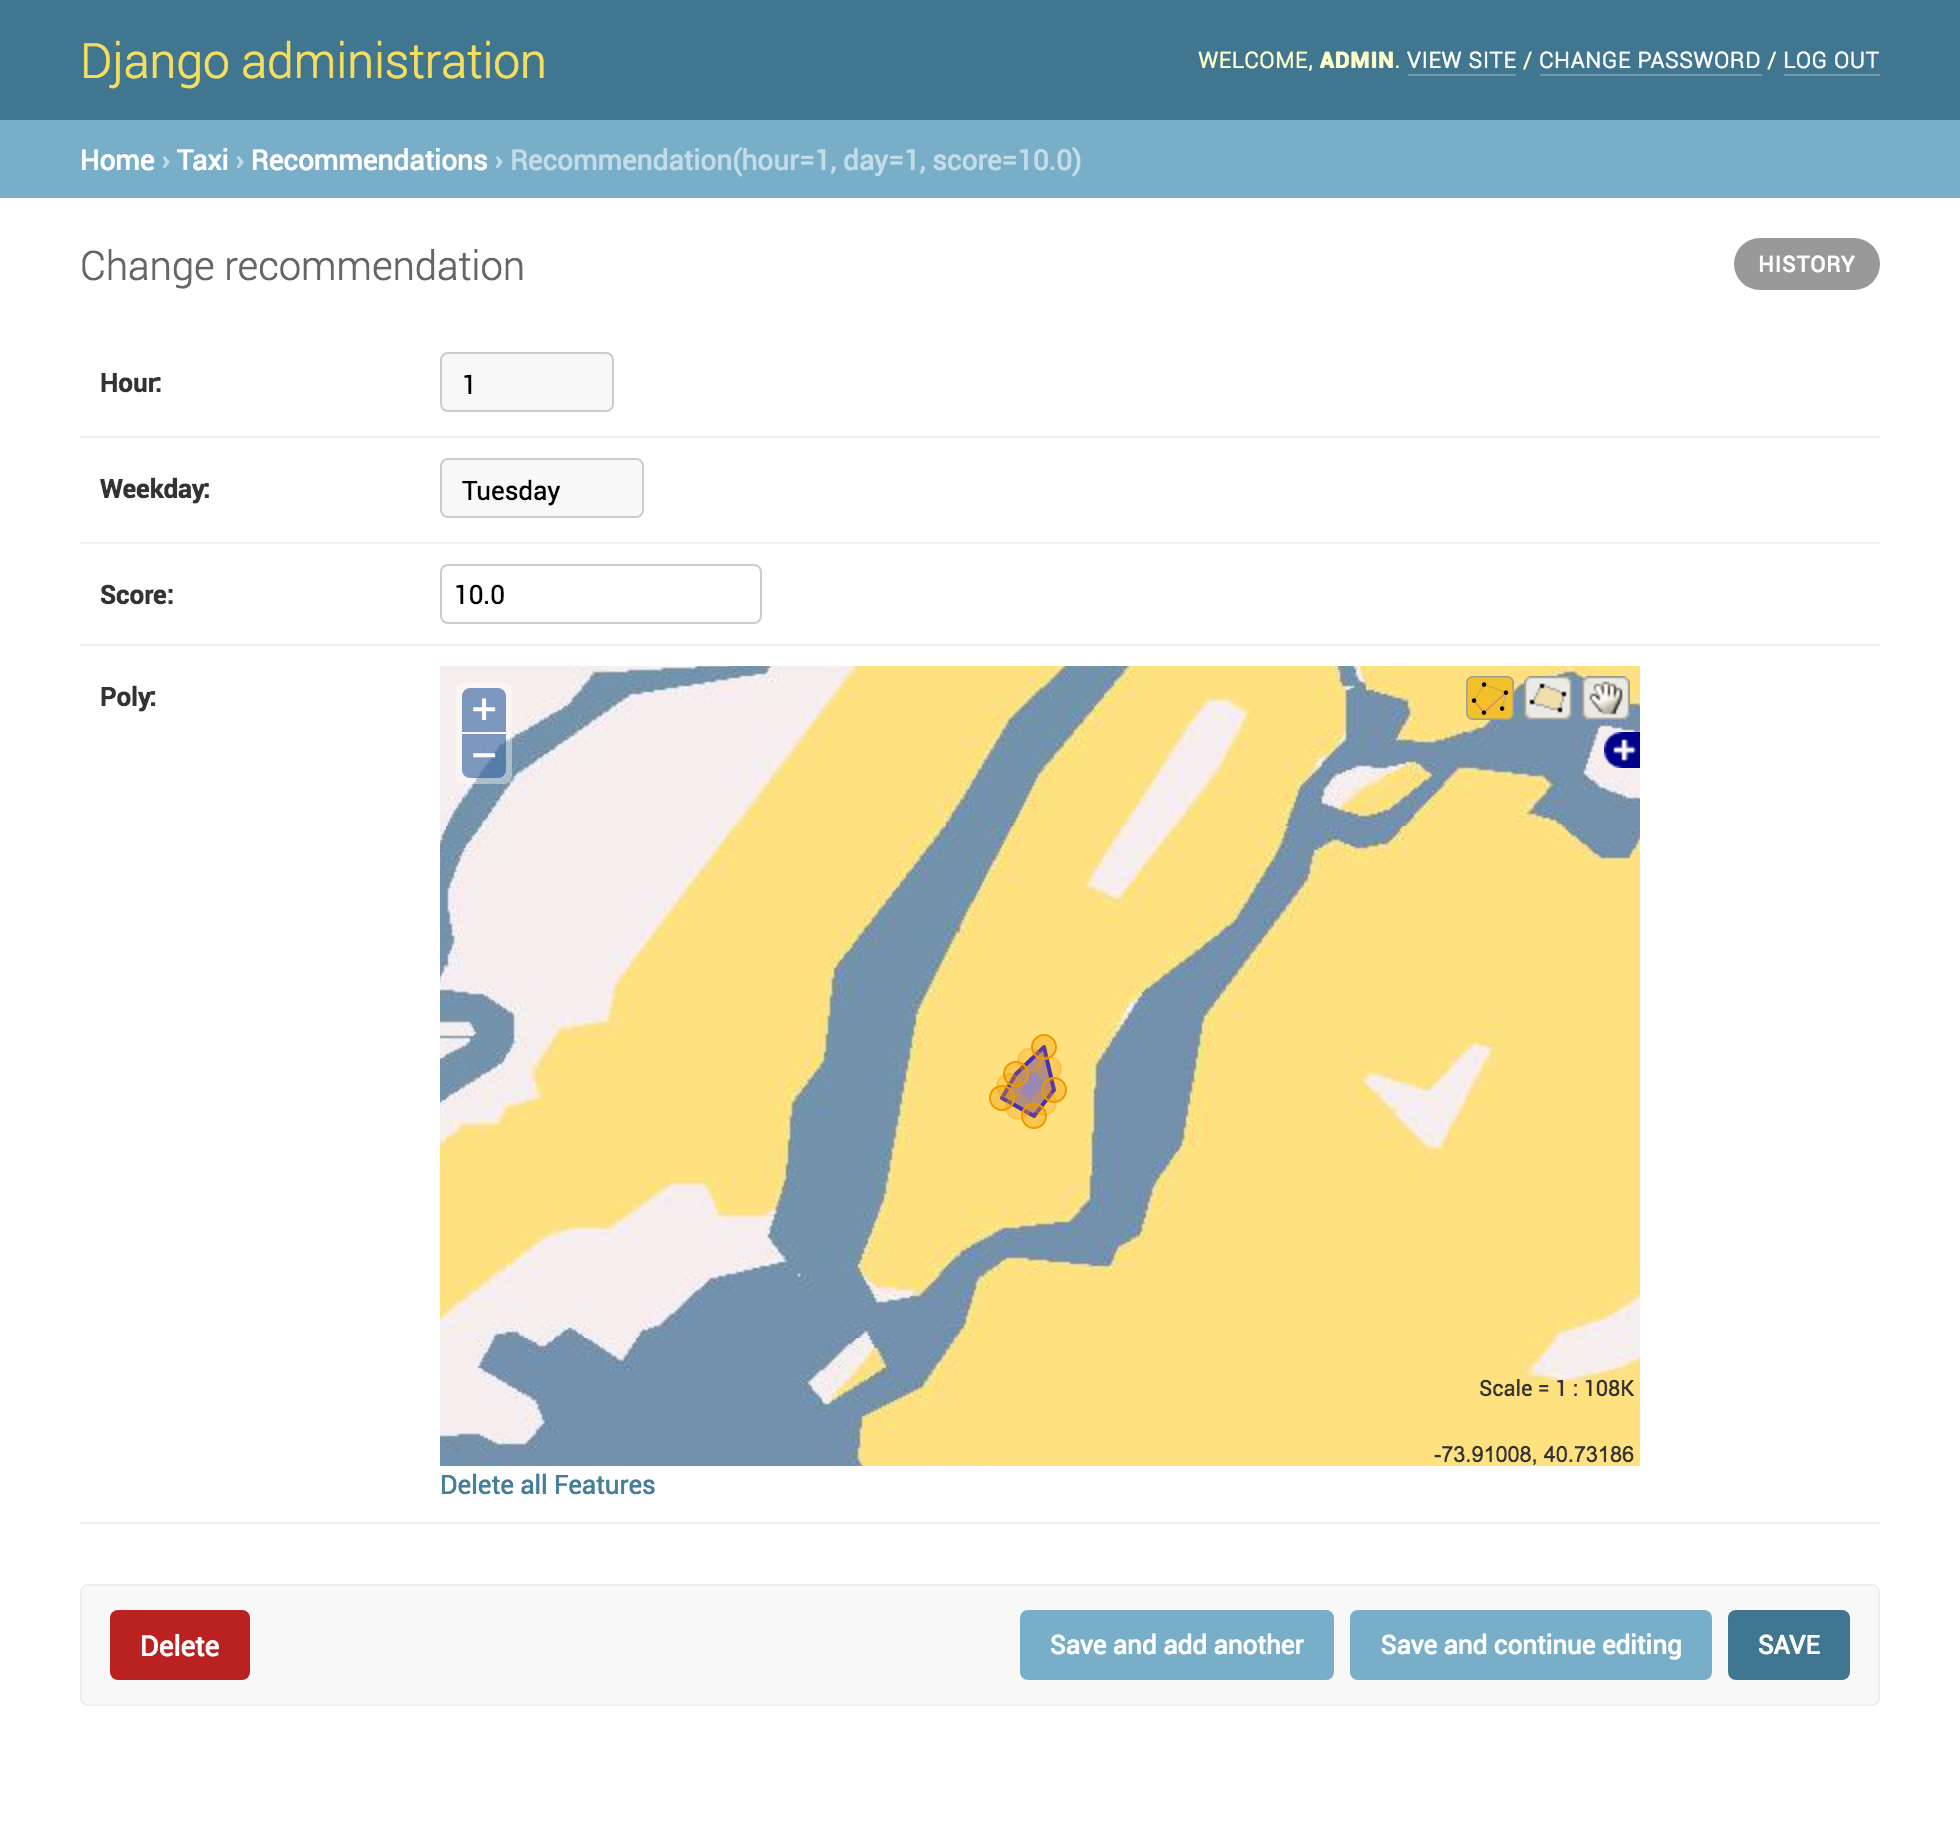 Django administration
WELCOME, ADMIN. VIEW SITE / CHANGE PASSWORD / LOG OUT
Home › Taxi › Recommendations › Recommendation(hour=1, day=1, score=10.0)
Change recommendation
HISTORY
Hour:
1
Weekday:
Tuesday
Score:
10.0
Poly:
+
−
+
Scale = 1 : 108K
-73.91008, 40.73186
Delete all Features
Delete
Save and add another
Save and continue editing
SAVE